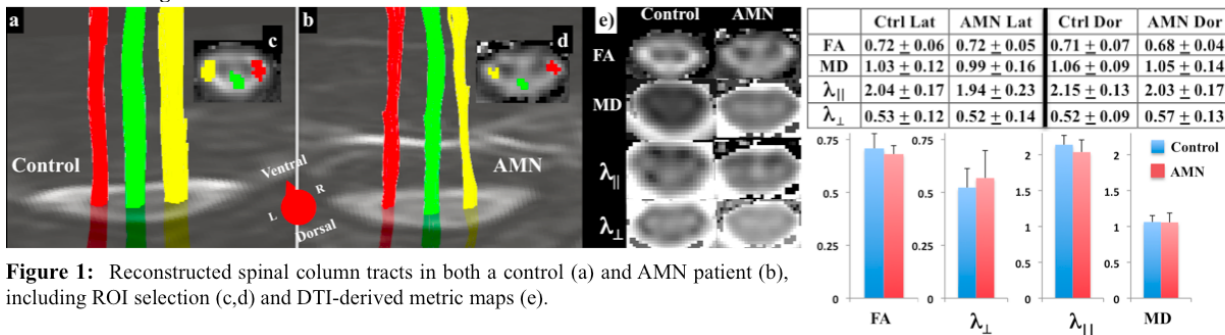 a
b
c
d
Control
AMN
Ventral
R
L
Dorsal
e)
Control
AMN
FA
MD
λ||
λ⊥
Ctrl Lat AMN Lat Ctrl Dor AMN Dor
FA 0.72 ± 0.06 0.72 ± 0.05 0.71 ± 0.07 0.68 ± 0.04
MD 1.03 ± 0.12 0.99 ± 0.16 1.06 ± 0.09 1.05 ± 0.14
λ|| 2.04 ± 0.17 1.94 ± 0.23 2.15 ± 0.13 2.03 ± 0.17
λ⊥ 0.53 ± 0.12 0.52 ± 0.14 0.52 ± 0.09 0.57 ± 0.13
0.75
0.5
0.25
0
FA
0.75
0.5
0.25
0
λ⊥
2
1.5
1
0.5
0
λ||
2
1.5
1
0.5
0
MD
Control
AMN
Figure 1: Reconstructed spinal column tracts in both a control (a) and AMN patient (b),
including ROI selection (c,d) and DTI-derived metric maps (e).